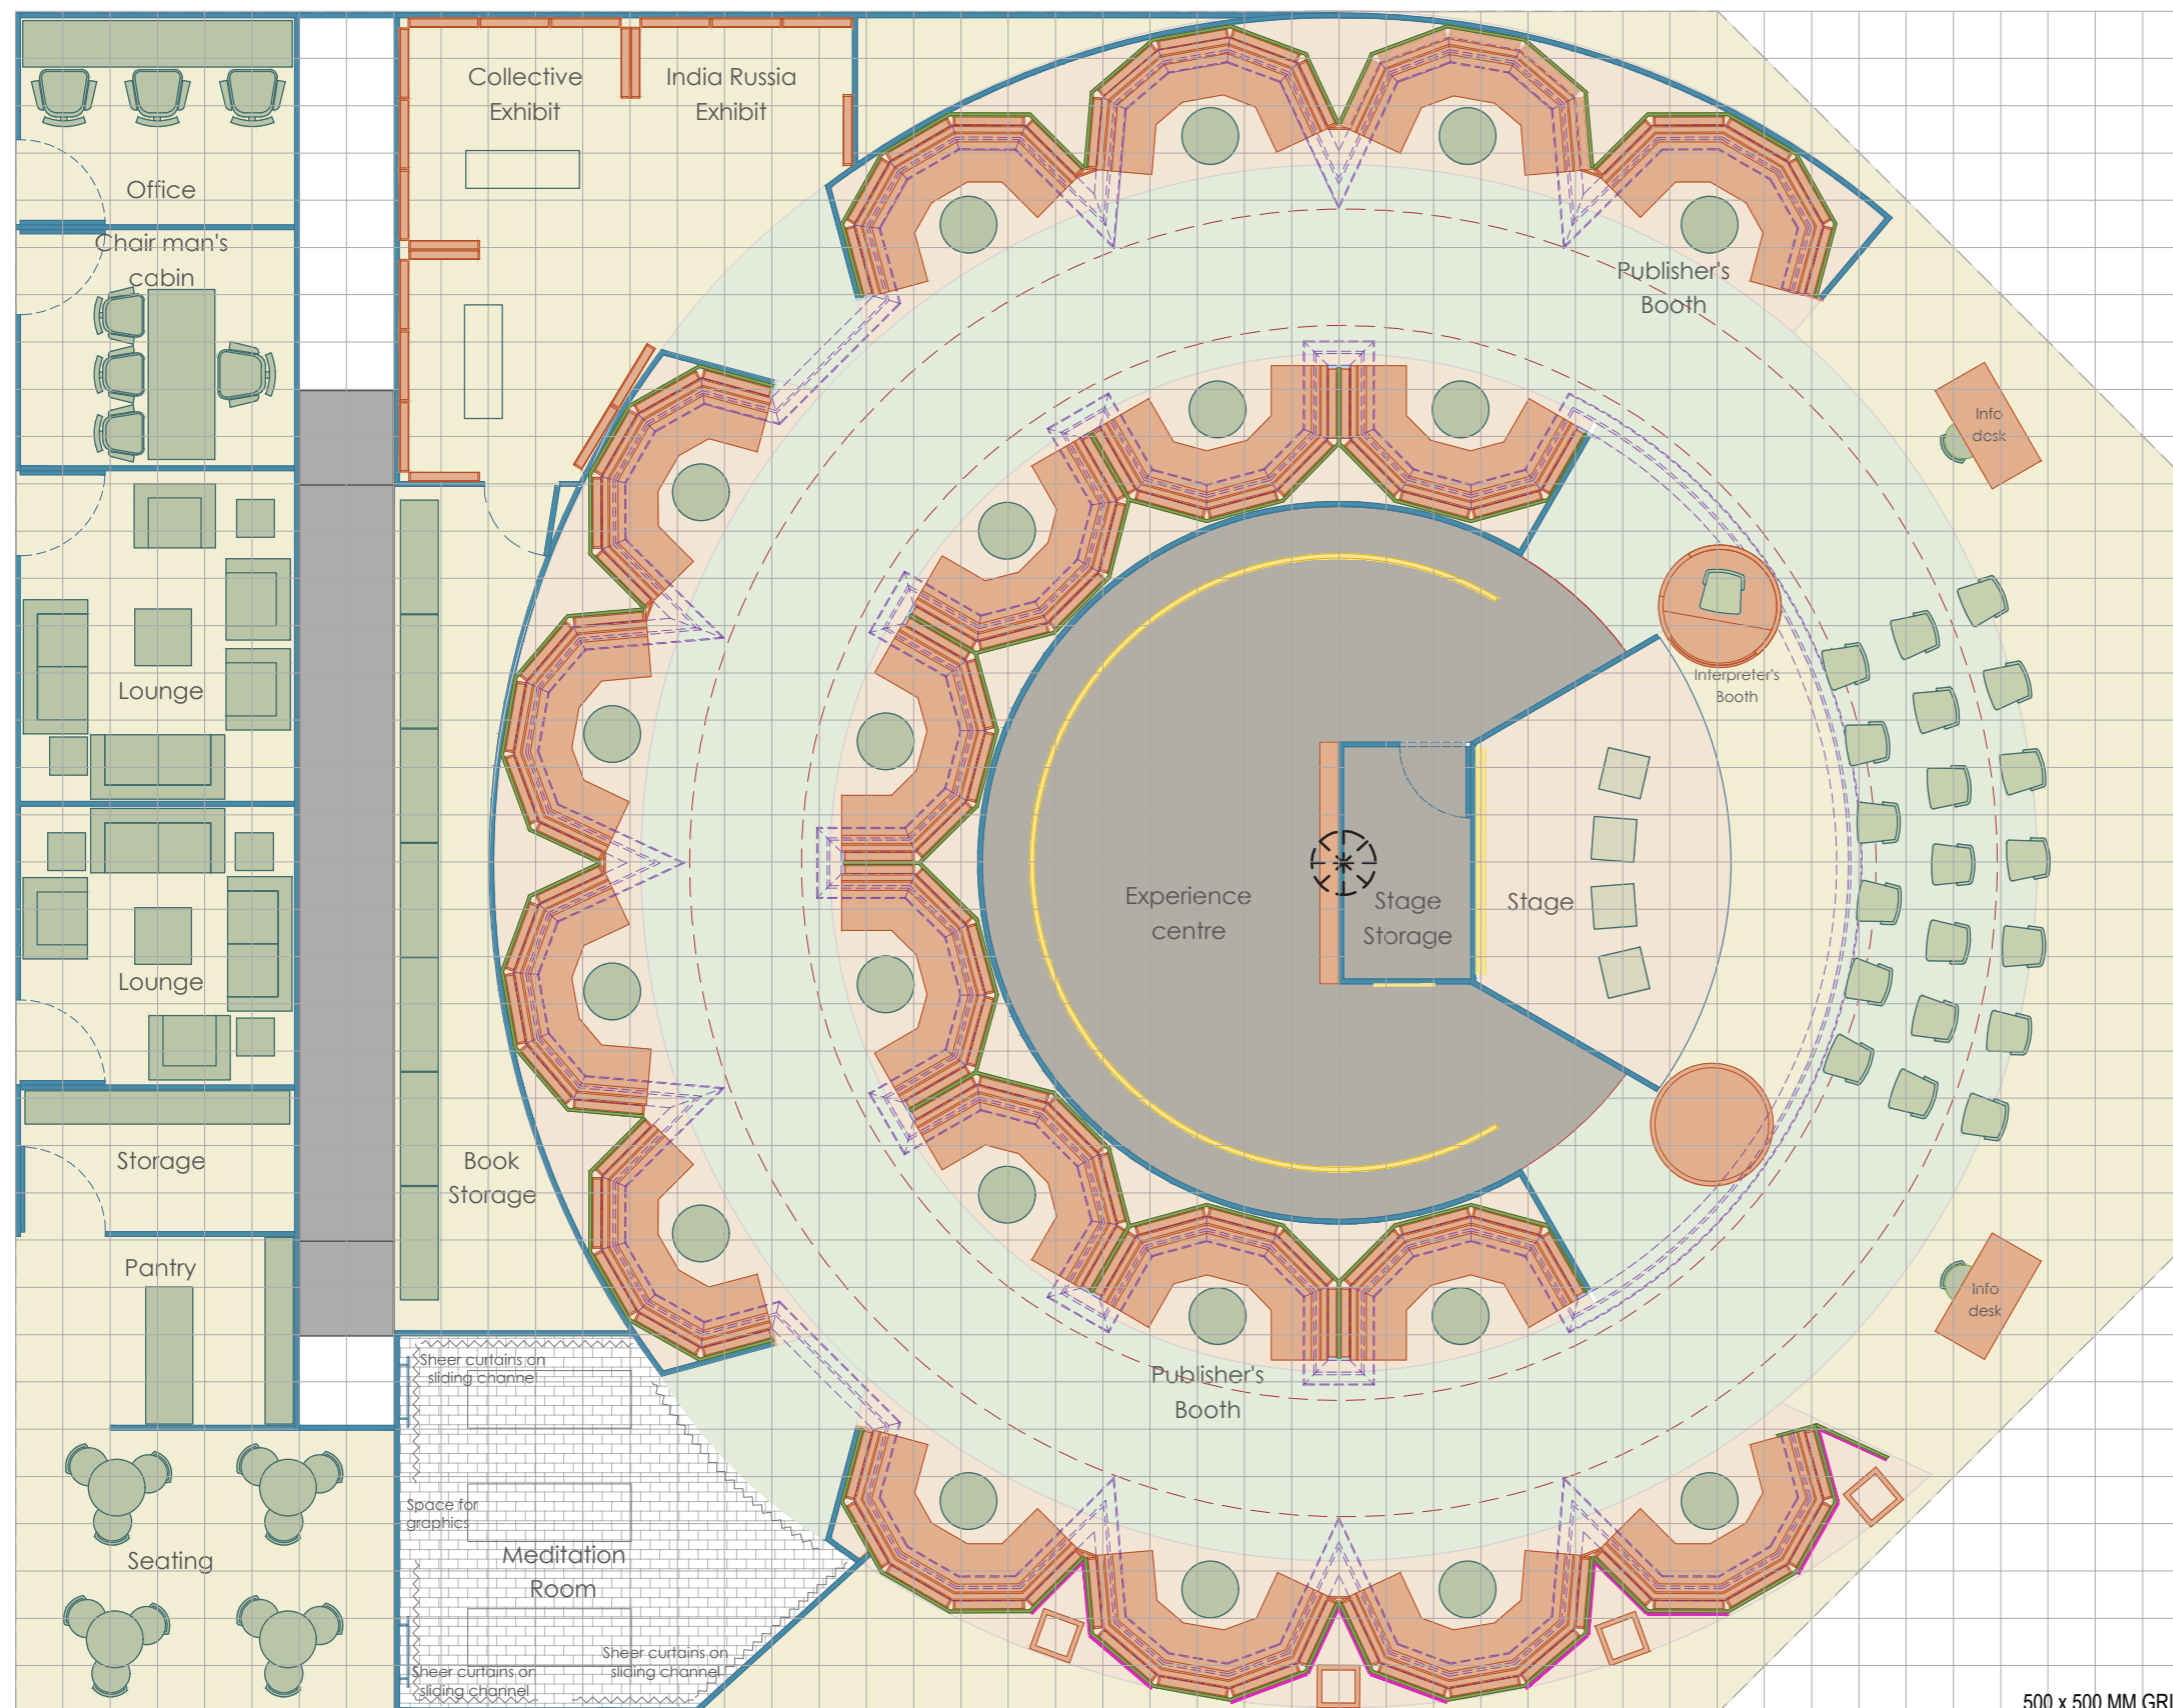 Collective
Exhibit
India Russia
Exhibit
Office
Chair man's
cabin
Publisher's
Booth
Info
desk
Lounge
Interpreter's
Booth
Experience
centre
Stage
Storage
Stage
Lounge
Storage
Book
Storage
Pantry
Info
desk
Sheer curtains on
sliding channel
Publisher's
Booth
Space for
graphics
Seating
Meditation
Room
Sheer curtains on
sliding channel
Sheer curtains on
sliding channel
500 x 500 MM GRI